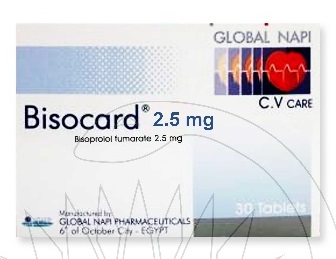 GLOBAL NAPI
C.V CARE
Bisocard® 2.5 mg
Bisoprolol fumarate 2.5 mg
30 Tablets
Manufactured by:
GLOBAL NAPI PHARMACEUTICALS
6th of October City - EGYPT